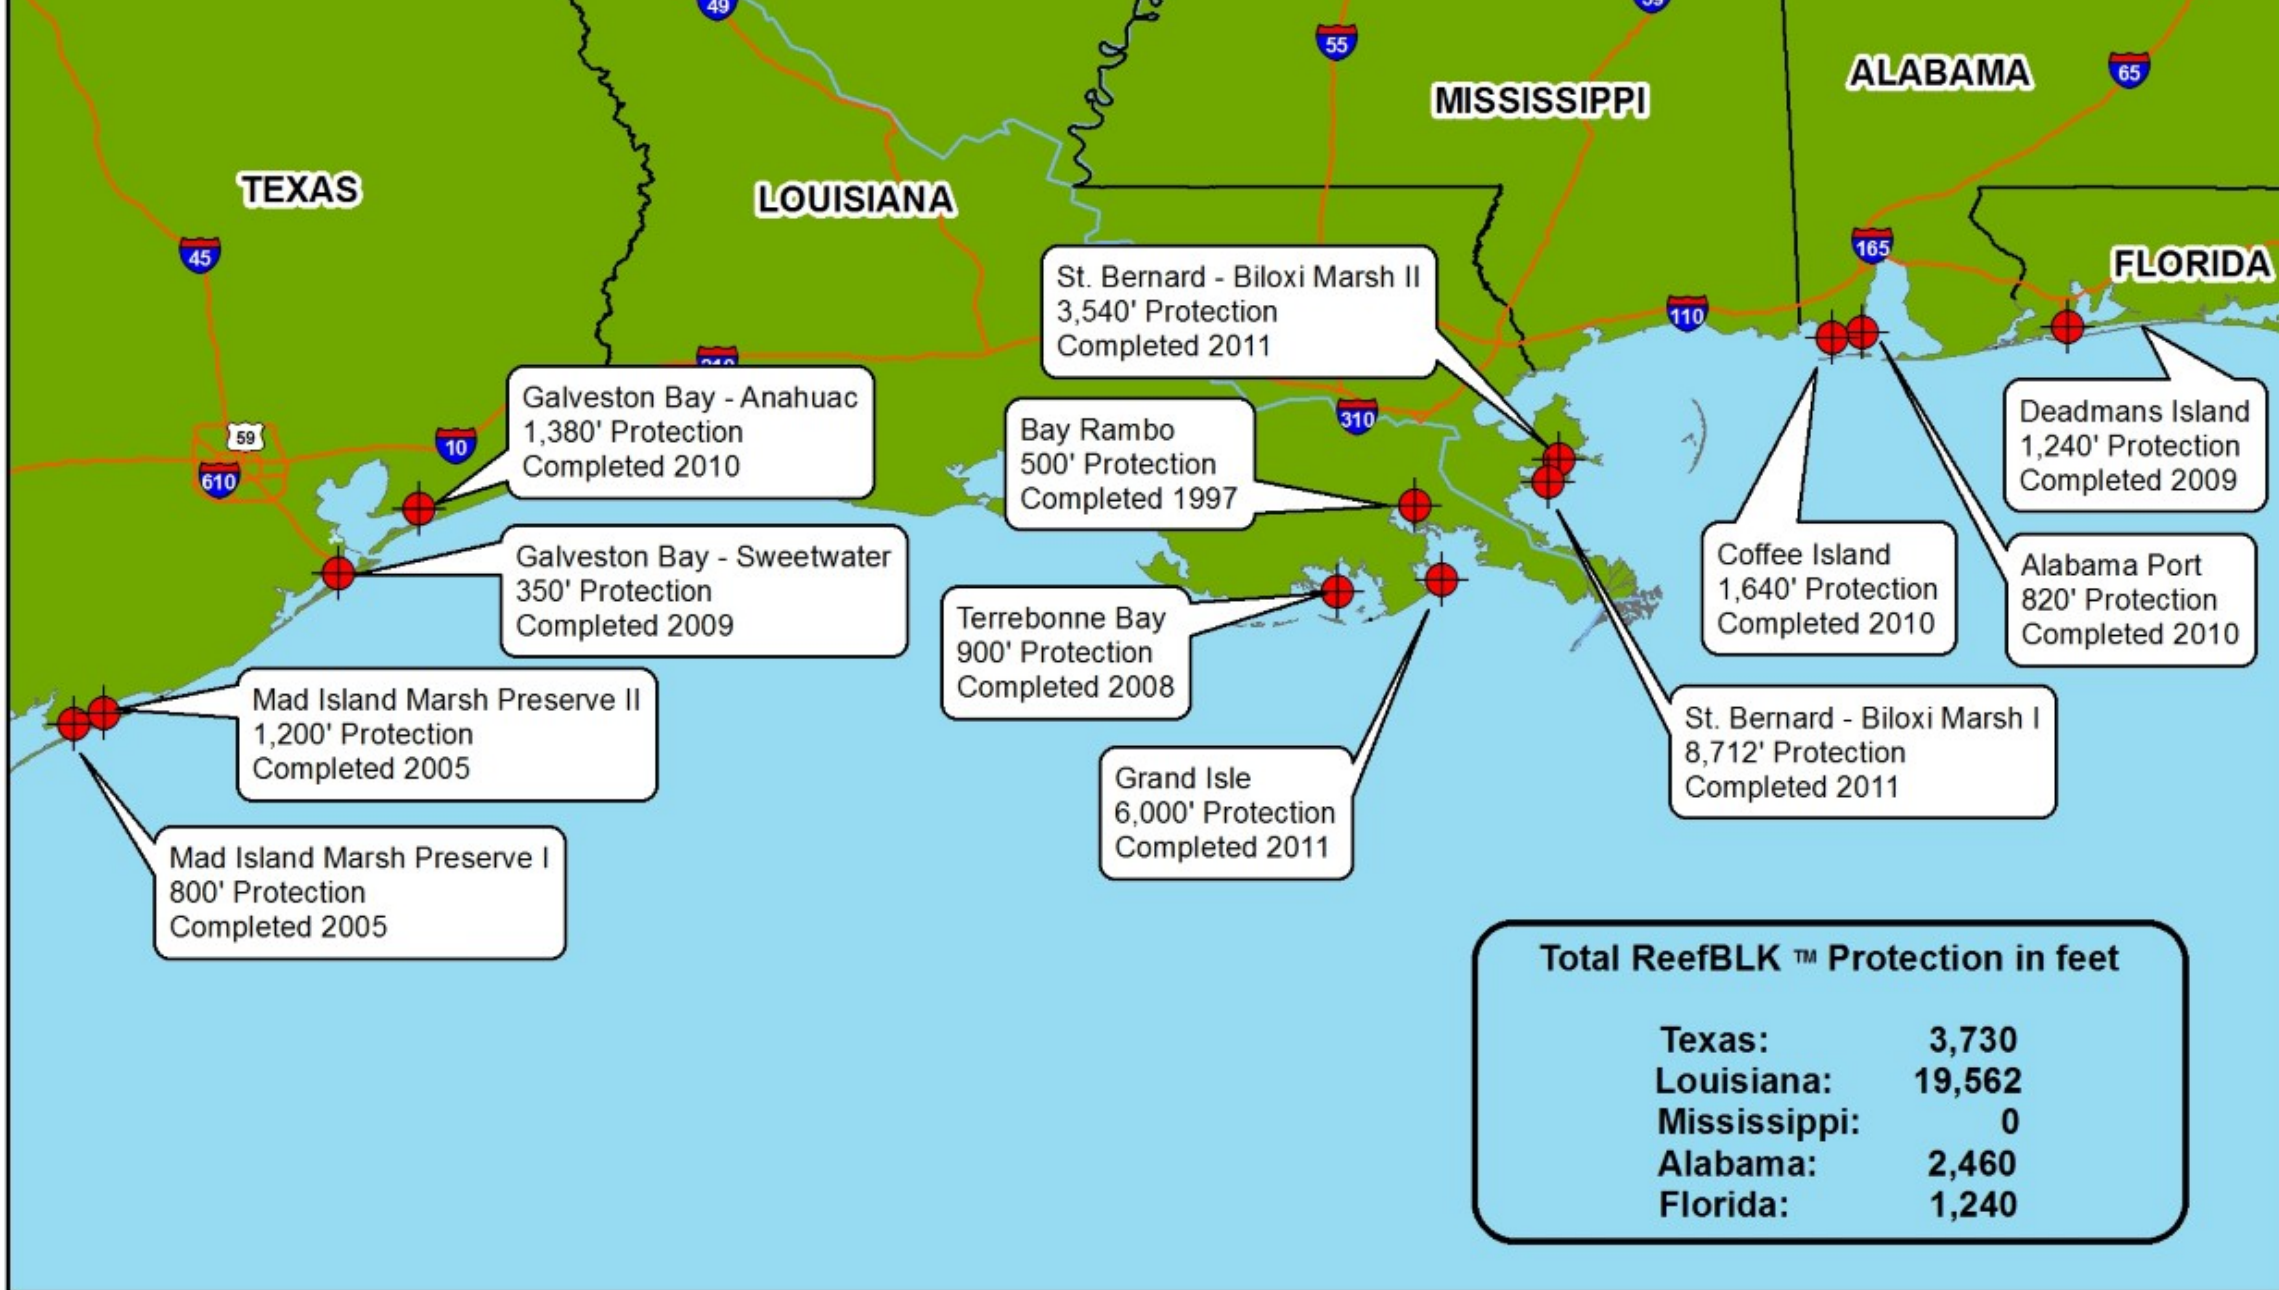 49
55
59
65
ALABAMA
MISSISSIPPI
TEXAS
LOUISIANA
45
165
FLORIDA
110
St. Bernard - Biloxi Marsh II
3,540' Protection
Completed 2011
210
Galveston Bay - Anahuac
1,380' Protection
Completed 2010
59
10
610
Bay Rambo
500' Protection
Completed 1997
310
Deadmans Island
1,240' Protection
Completed 2009
Galveston Bay - Sweetwater
350' Protection
Completed 2009
Coffee Island
1,640' Protection
Completed 2010
Alabama Port
820' Protection
Completed 2010
Terrebonne Bay
900' Protection
Completed 2008
Mad Island Marsh Preserve II
1,200' Protection
Completed 2005
St. Bernard - Biloxi Marsh I
8,712' Protection
Completed 2011
Grand Isle
6,000' Protection
Completed 2011
Mad Island Marsh Preserve I
800' Protection
Completed 2005
Total ReefBLK ™ Protection in feet
Texas: 3,730
Louisiana: 19,562
Mississippi: 0
Alabama: 2,460
Florida: 1,240